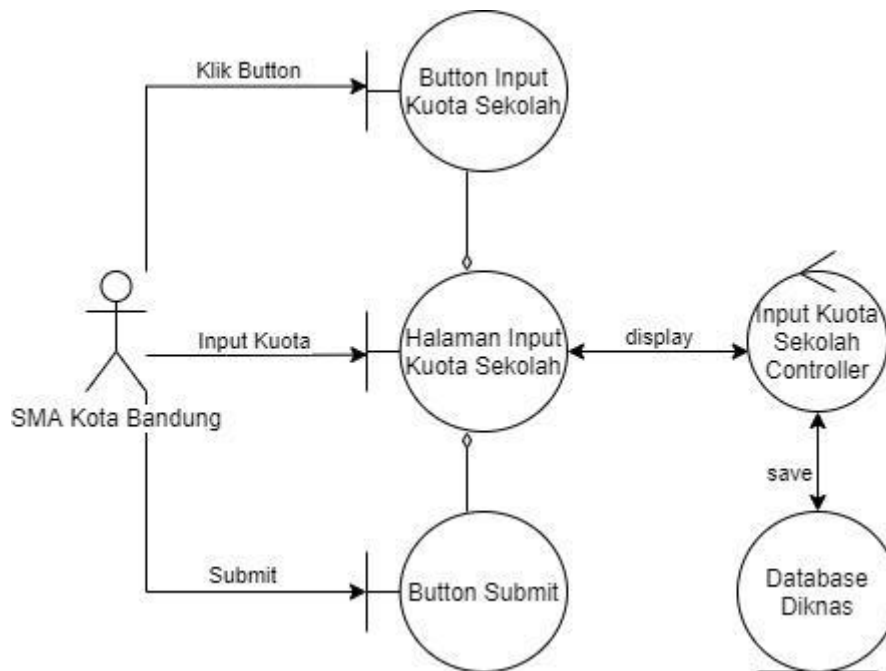 Klik Button
Button Input
Kuota Sekolah
Input Kuota
Halaman Input
Kuota Sekolah
display
Input Kuota
Sekolah
Controller
SMA Kota Bandung
save
Submit
Button Submit
Database
Diknas